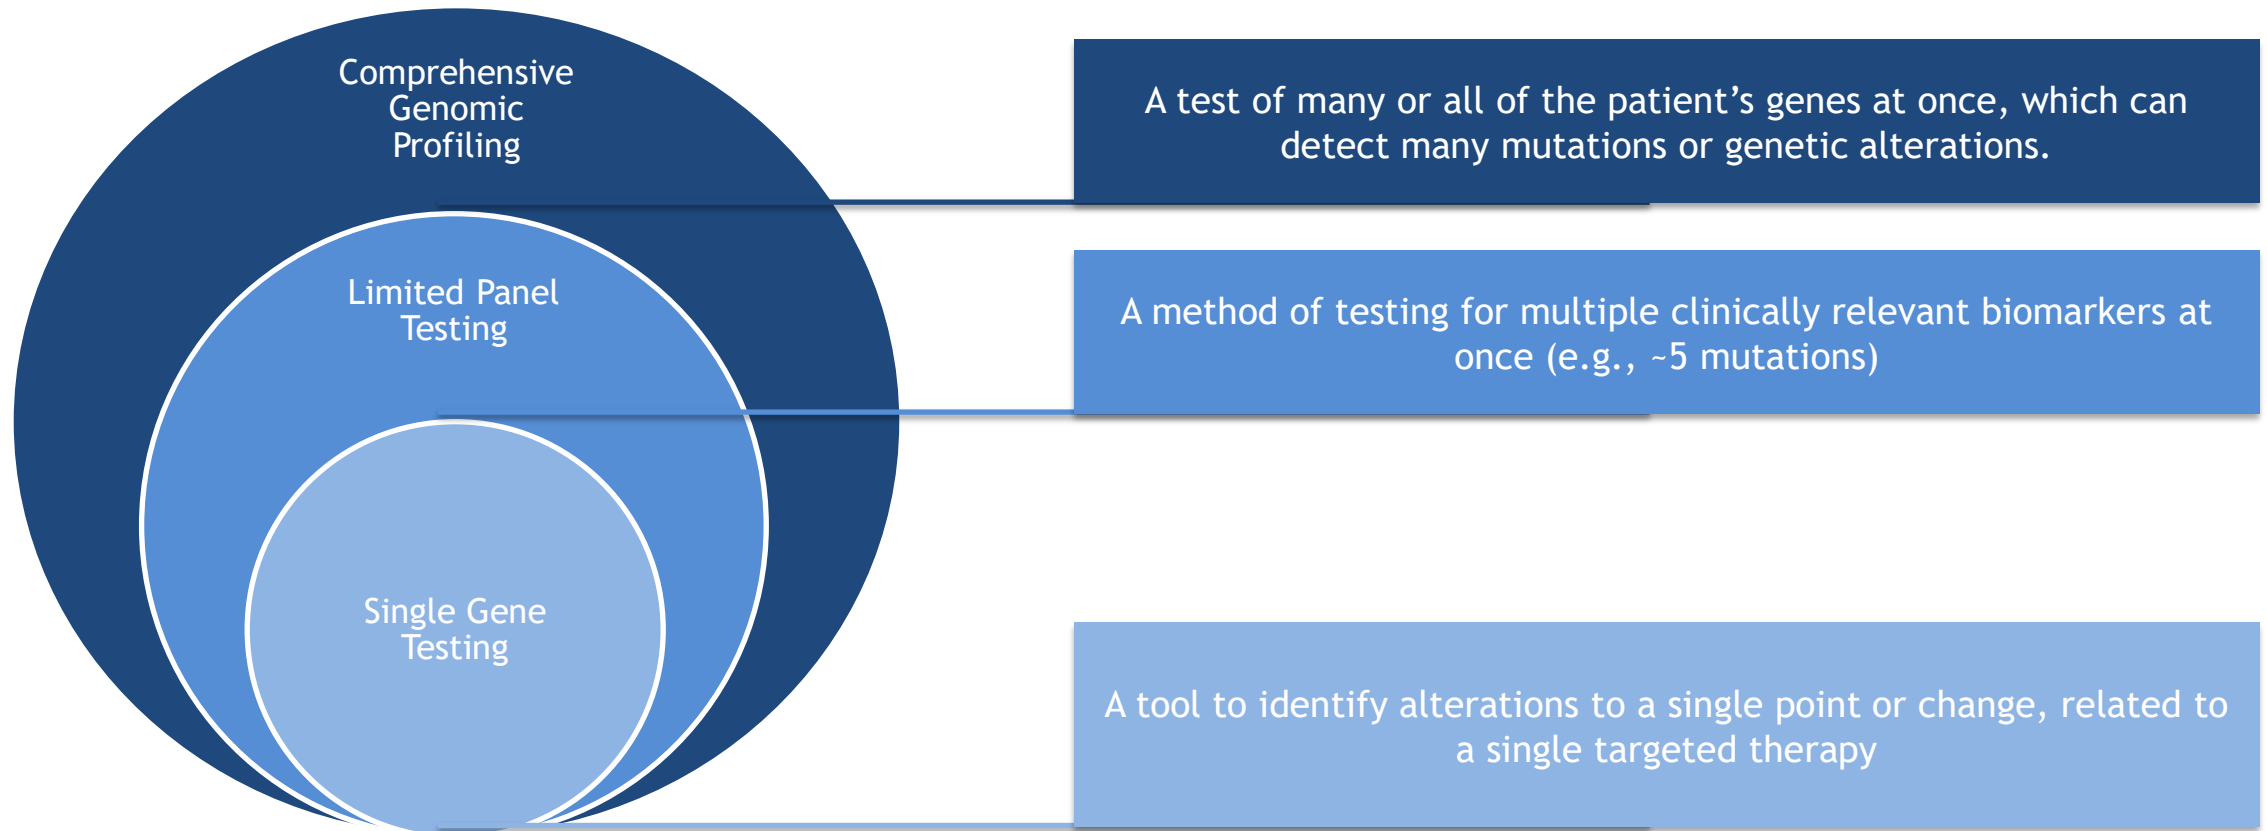 Comprehensive
Genomic
Profiling
A test of many or all of the patient’s genes at once, which can
detect many mutations or genetic alterations.
Limited Panel
Testing
A method of testing for multiple clinically relevant biomarkers at
once (e.g., ~5 mutations)
Single Gene
Testing
A tool to identify alterations to a single point or change, related to
a single targeted therapy